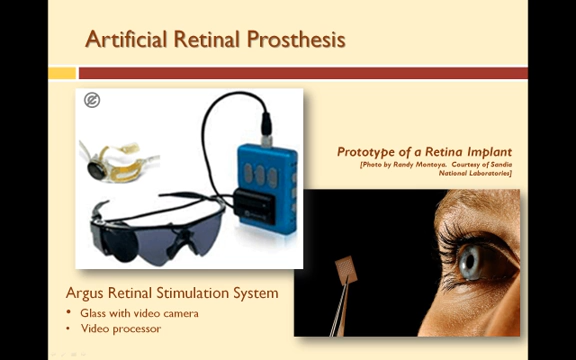 Artificial Retinal Prosthesis
Prototype of a Retina Implant
[Photo by Randy Montoya. Courtesy of Sandia
National Laboratories]
Argus Retinal Stimulation System
• Glass with video camera
• Video processor